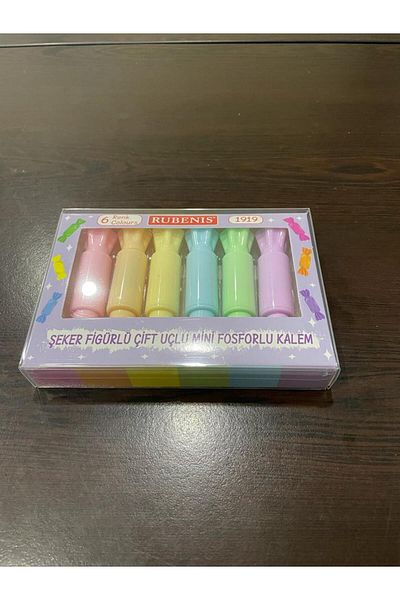 6 Renk
Colours
RUBENIS
1919
ŞEKER FİGÜRLÜ ÇİFT UÇLU MİNİ FOSFORLU KALEM